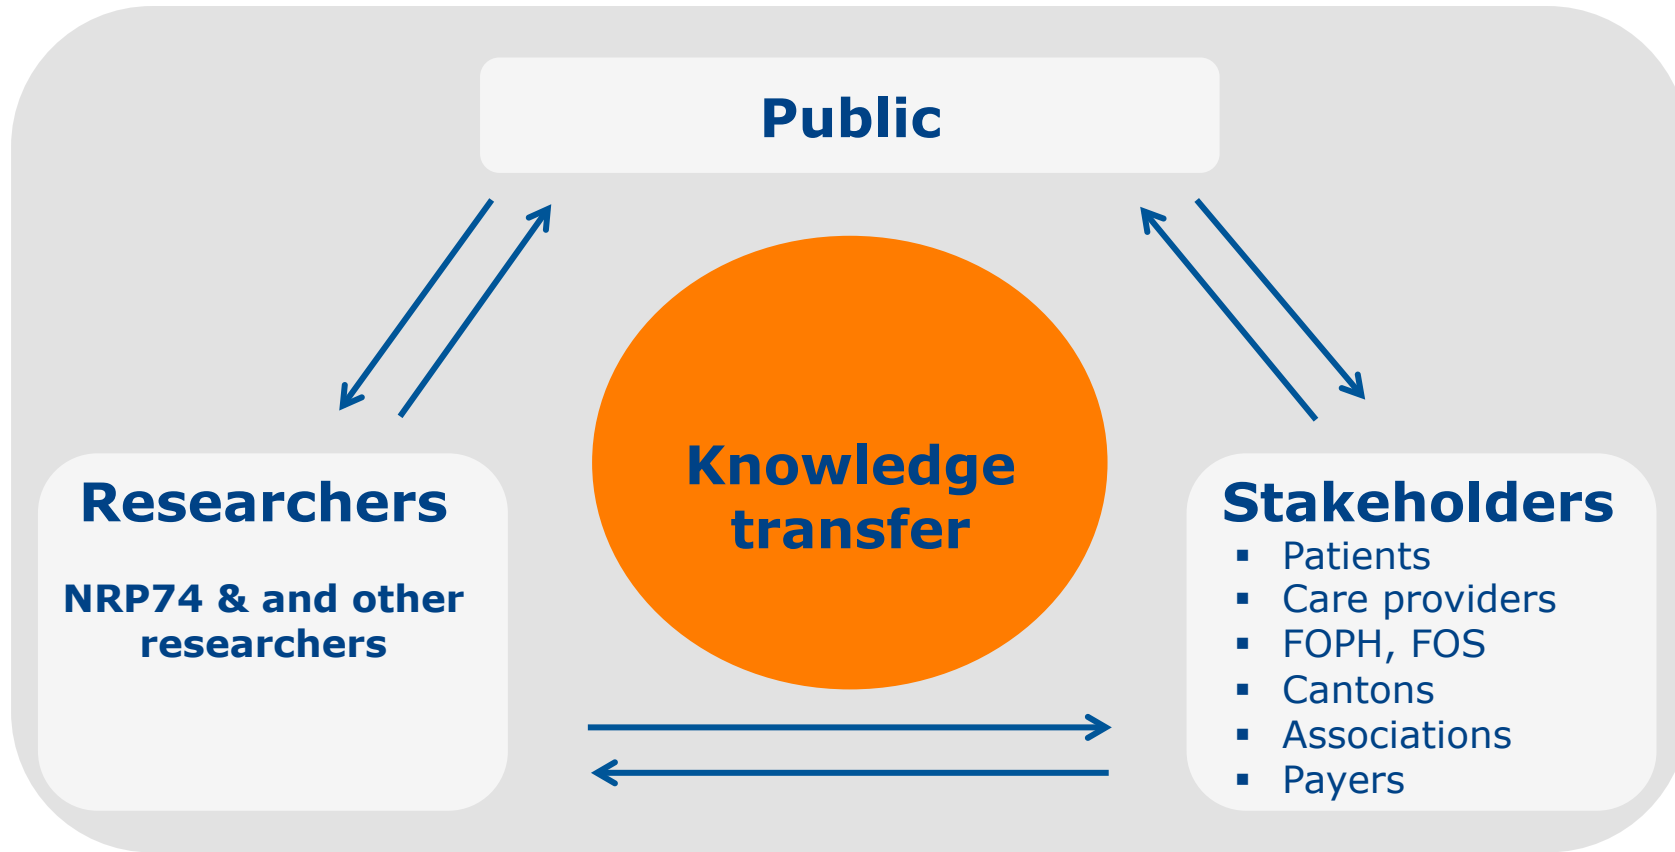 Public
Knowledge
transfer
Researchers
NRP74 & and other
researchers
Stakeholders
▪ Patients
▪ Care providers
▪ FOPH, FOS
▪ Cantons
▪ Associations
▪ Payers